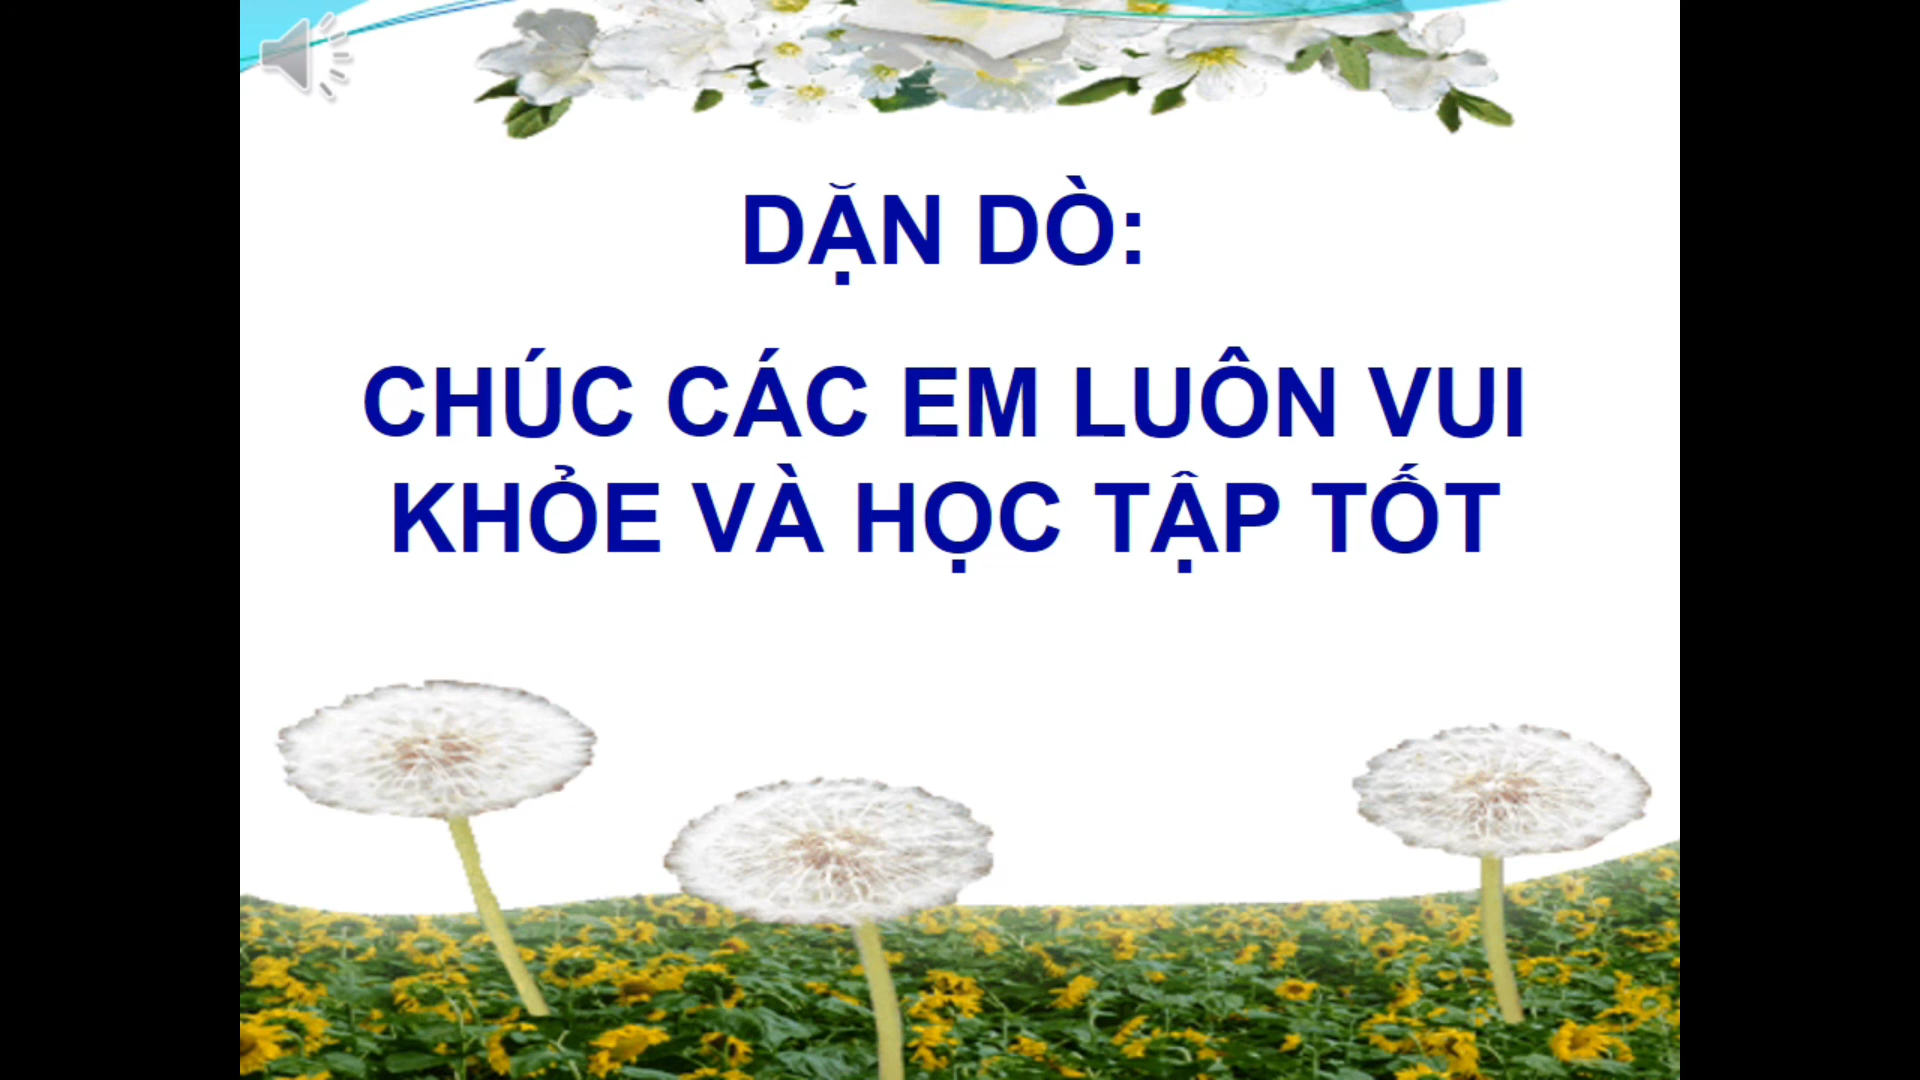 DẶN DÒ:
CHÚC CÁC EM LUÔN VUI
KHỎE VÀ HỌC TẬP TỐT